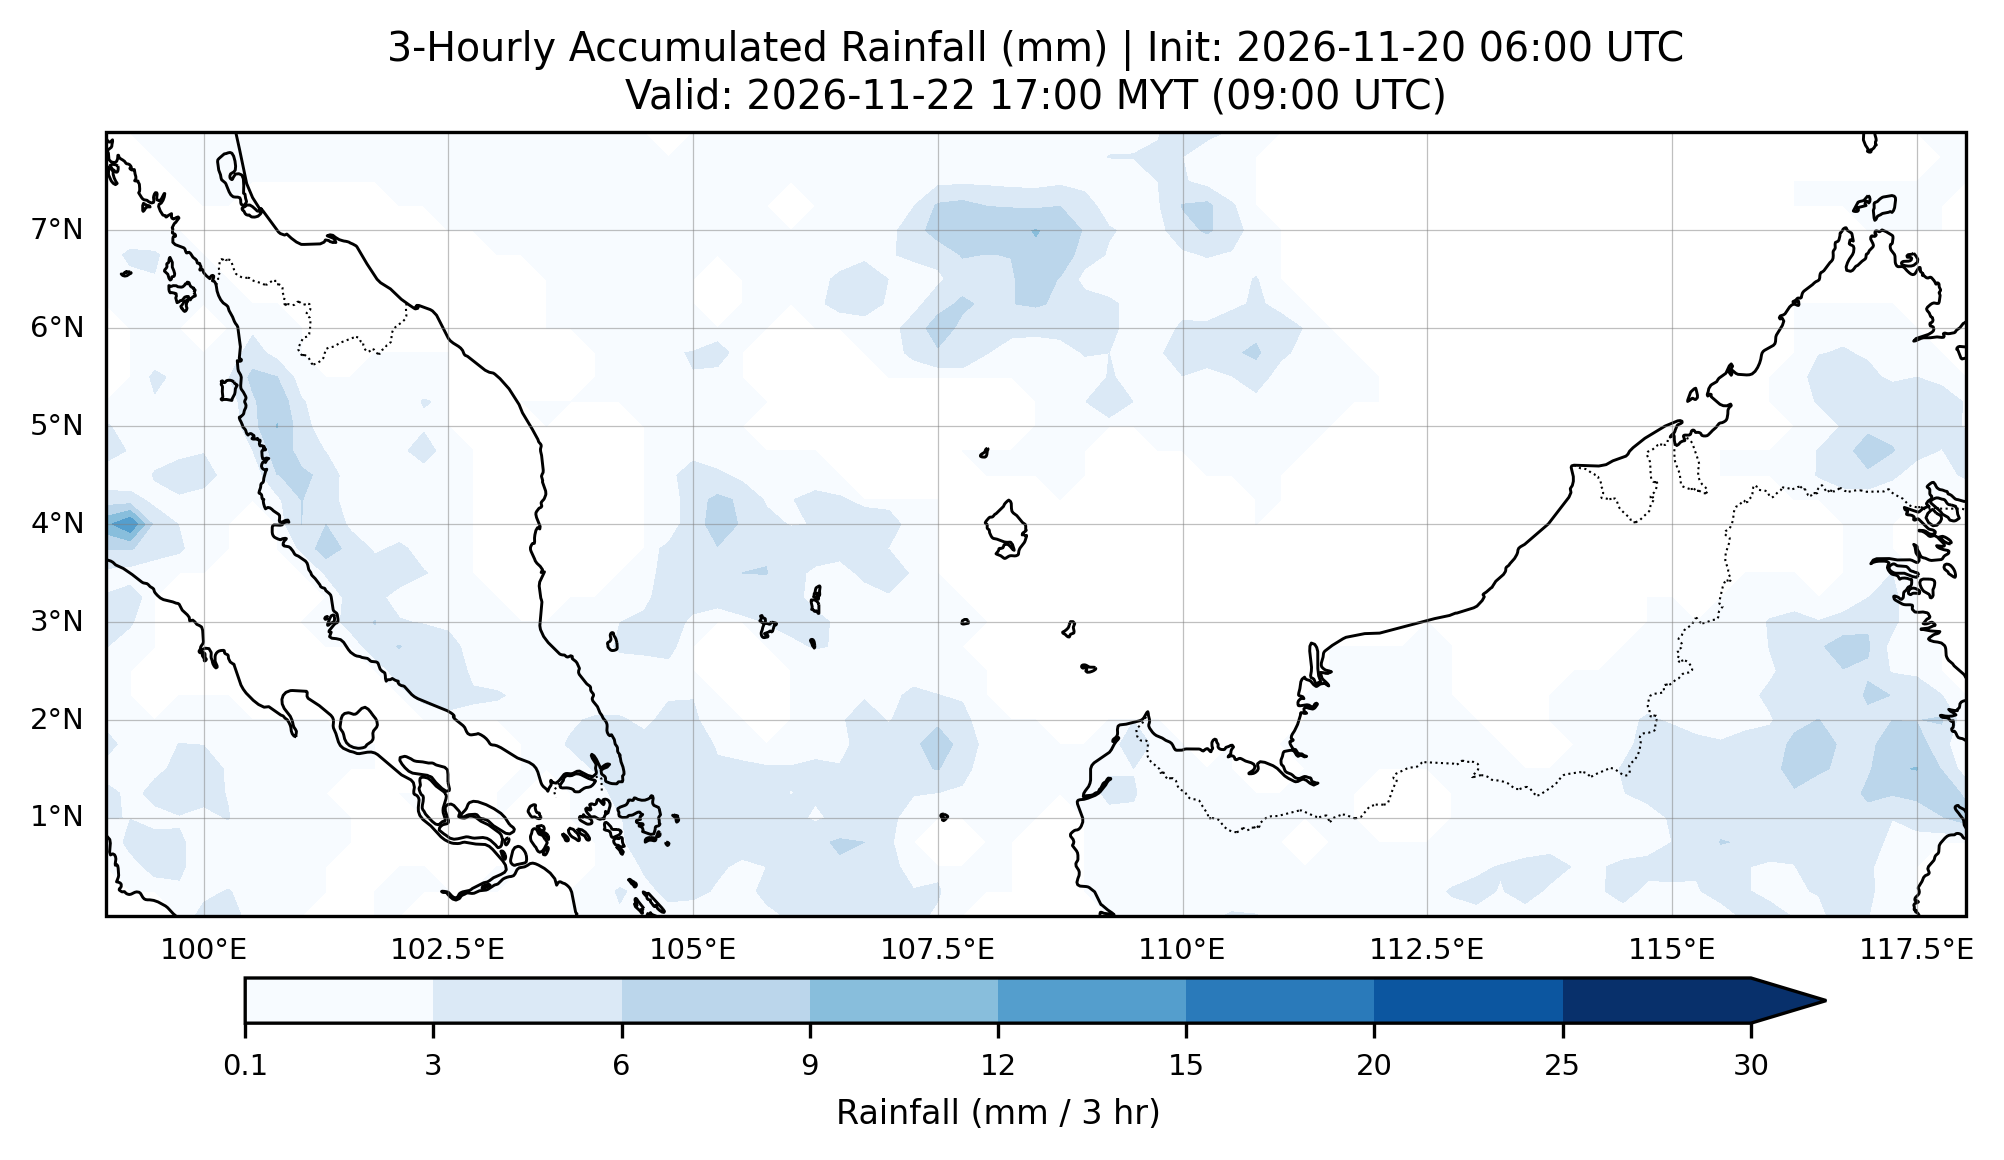 3-Hourly Accumulated Rainfall (mm) | Init: 2026-11-20 06:00 UTC
Valid: 2026-11-22 17:00 MYT (09:00 UTC)
7°N
6°N
5°N
4°N
3°N
2°N
1°N
100°E 102.5°E 105°E 107.5°E 110°E 112.5°E 115°E 117.5°E
0.1 3 6 9 12 15 20 25 30
Rainfall (mm / 3 hr)